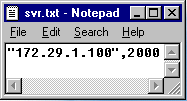 svr.txt - Notepad
File Edit Search Help
"172.29.1.100",2000